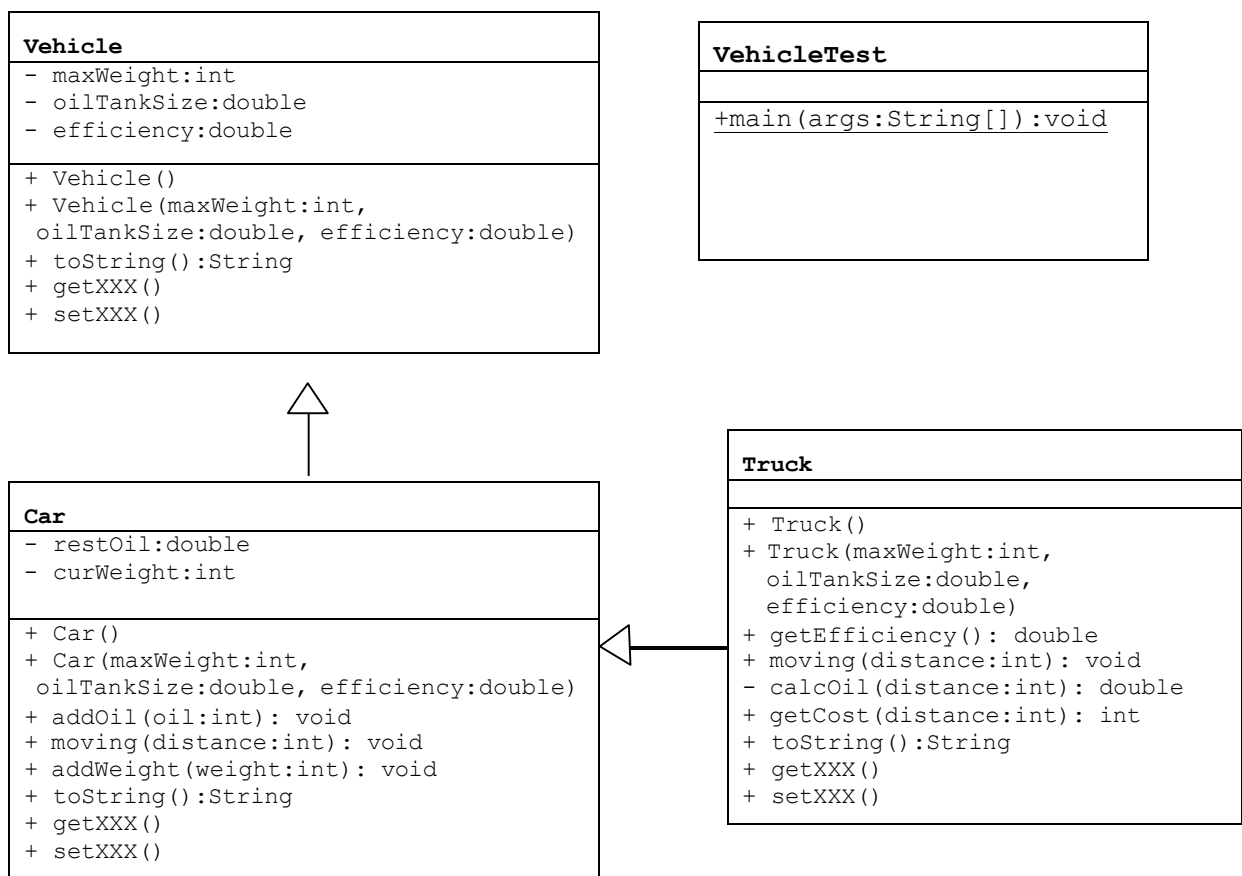 Vehicle
- maxWeight:int
- oilTankSize:double
- efficiency:double
+ Vehicle()
+ Vehicle(maxWeight:int,
oilTankSize:double, efficiency:double)
+ toString():String
+ getXXX()
+ setXXX()
VehicleTest
+main(args:String[]):void
Car
- restOil:double
- curWeight:int
+ Car()
+ Car(maxWeight:int,
oilTankSize:double, efficiency:double)
+ addOil(oil:int): void
+ moving(distance:int): void
+ addWeight(weight:int): void
+ toString():String
+ getXXX()
+ setXXX()
Truck
+ Truck()
+ Truck(maxWeight:int,
oilTankSize:double,
efficiency:double)
+ getEfficiency(): double
+ moving(distance:int): void
- calcOil(distance:int): double
+ getCost(distance:int): int
+ toString():String
+ getXXX()
+ setXXX()